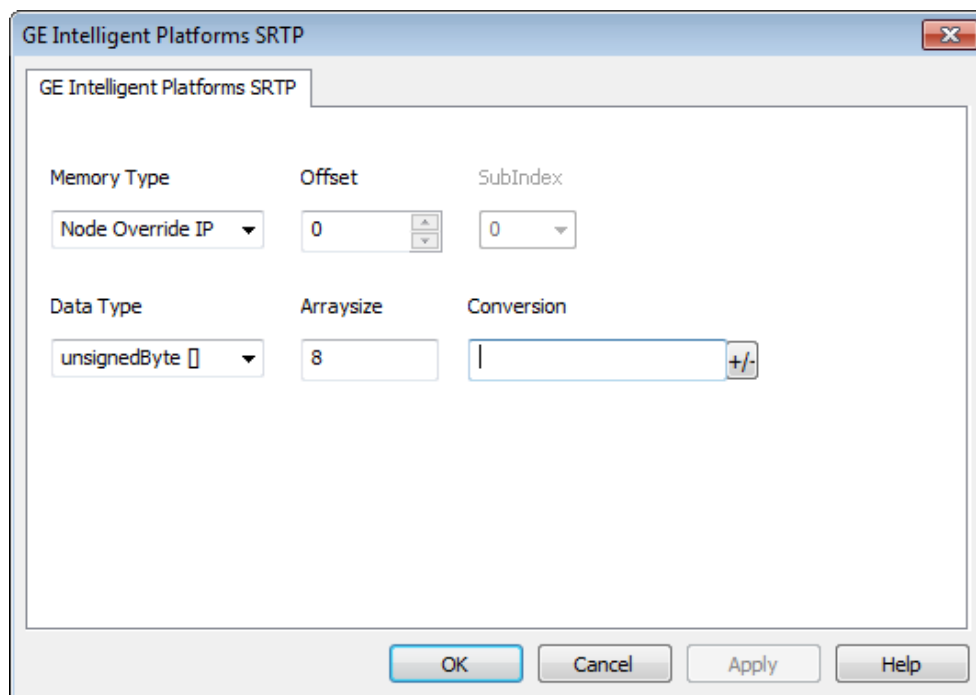 GE Intelligent Platforms SRTP
GE Intelligent Platforms SRTP
Memory Type Offset SubIndex
Node Override IP 0 0
Data Type Arraysize Conversion
unsignedByte [] 8 +/-
OK Cancel Apply Help